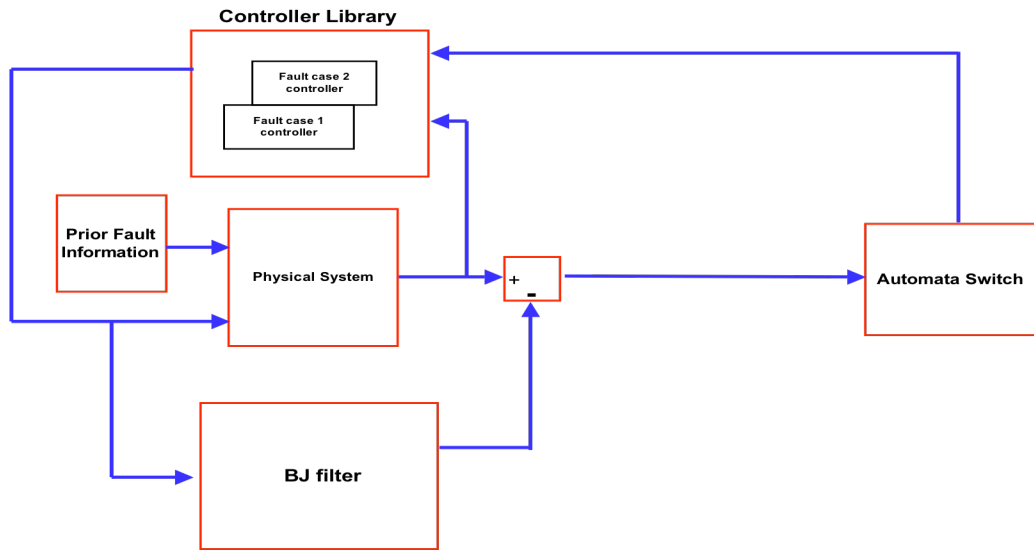 Controller Library
Fault case 2
controller
Fault case 1
controller
Prior Fault
Information
Physical System
+
-
Automata Switch
BJ filter